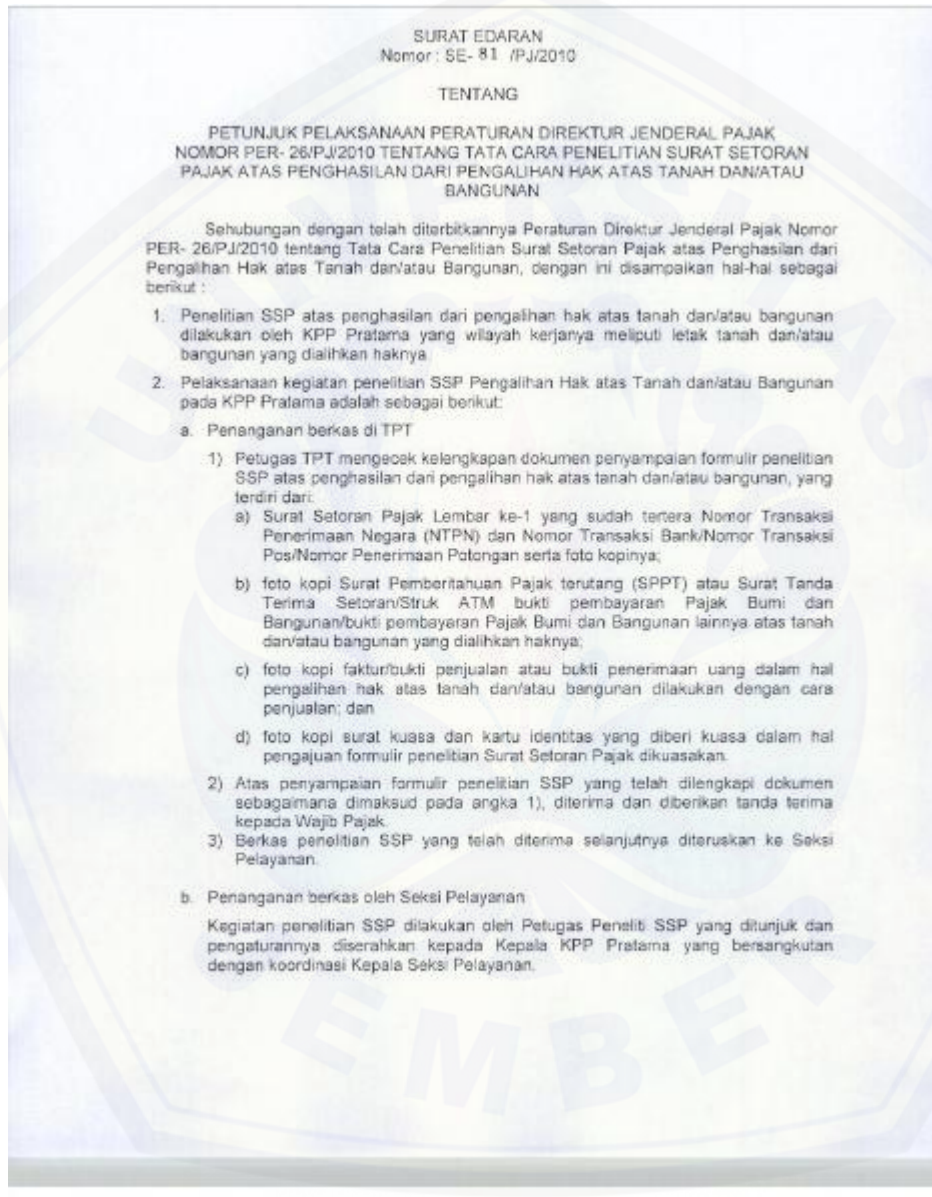 SURAT EDARAN
Nomor : SE- 81 /PJ/2010
TENTANG
PETUNJUK PELAKSANAAN PERATURAN DIREKTUR JENDERAL PAJAK
NOMOR PER- 26/PJ/2010 TENTANG TATA CARA PENELITIAN SURAT SETORAN
PAJAK ATAS PENGHASILAN DARI PENGALIHAN HAK ATAS TANAH DAN/ATAU
BANGUNAN
Sehubungan dengan telah diterbitkannya Peraturan Direktur Jenderal Pajak Nomor
PER- 26/PJ/2010 tentang Tata Cara Penelitian Surat Setoran Pajak atas Penghasilan dari
Pengalihan Hak atas Tanah dan/atau Bangunan, dengan ini disampaikan hal-hal sebagai
berikut :
1. Penelitian SSP atas penghasilan dari pengalihan hak atas tanah dan/atau bangunan
dilakukan oleh KPP Pratama yang wilayah kerjanya meliputi letak tanah dan/atau
bangunan yang dialihkan haknya.
2. Pelaksanaan kegiatan penelitian SSP Pengalihan Hak atas Tanah dan/atau Bangunan
pada KPP Pratama adalah sebagai berikut:
a. Penanganan berkas di TPT
1) Petugas TPT mengecek kelengkapan dokumen penyampaian formulir penelitian
SSP atas penghasilan dari pengalihan hak atas tanah dan/atau bangunan, yang
terdiri dari:
a) Surat Setoran Pajak Lembar ke-1 yang sudah tertera Nomor Transaksi
Penerimaan Negara (NTPN) dan Nomor Transaksi Bank/Nomor Transaksi
Pos/Nomor Penerimaan Potongan serta foto kopinya;
b) foto kopi Surat Pemberitahuan Pajak terutang (SPPT) atau Surat Tanda
Terima Setoran/Struk ATM bukti pembayaran Pajak Bumi dan
Bangunan/bukti pembayaran Pajak Bumi dan Bangunan lainnya atas tanah
dan/atau bangunan yang dialihkan haknya;
c) foto kopi faktur/bukti penjualan atau bukti penerimaan uang dalam hal
pengalihan hak atas tanah dan/atau bangunan dilakukan dengan cara
penjualan; dan
d) foto kopi surat kuasa dan kartu identitas yang diberi kuasa dalam hal
pengajuan formulir penelitian Surat Setoran Pajak dikuasakan.
2) Atas penyampaian formulir penelitian SSP yang telah dilengkapi dokumen
sebagaimana dimaksud pada angka 1), diterima dan diberikan tanda terima
kepada Wajib Pajak.
3) Berkas penelitian SSP yang telah diterima selanjutnya diteruskan ke Seksi
Pelayanan.
b. Penanganan berkas oleh Seksi Pelayanan
Kegiatan penelitian SSP dilakukan oleh Petugas Peneliti SSP yang ditunjuk dan
pengaturannya diserahkan kepada Kepala KPP Pratama yang bersangkutan
dengan koordinasi Kepala Seksi Pelayanan.